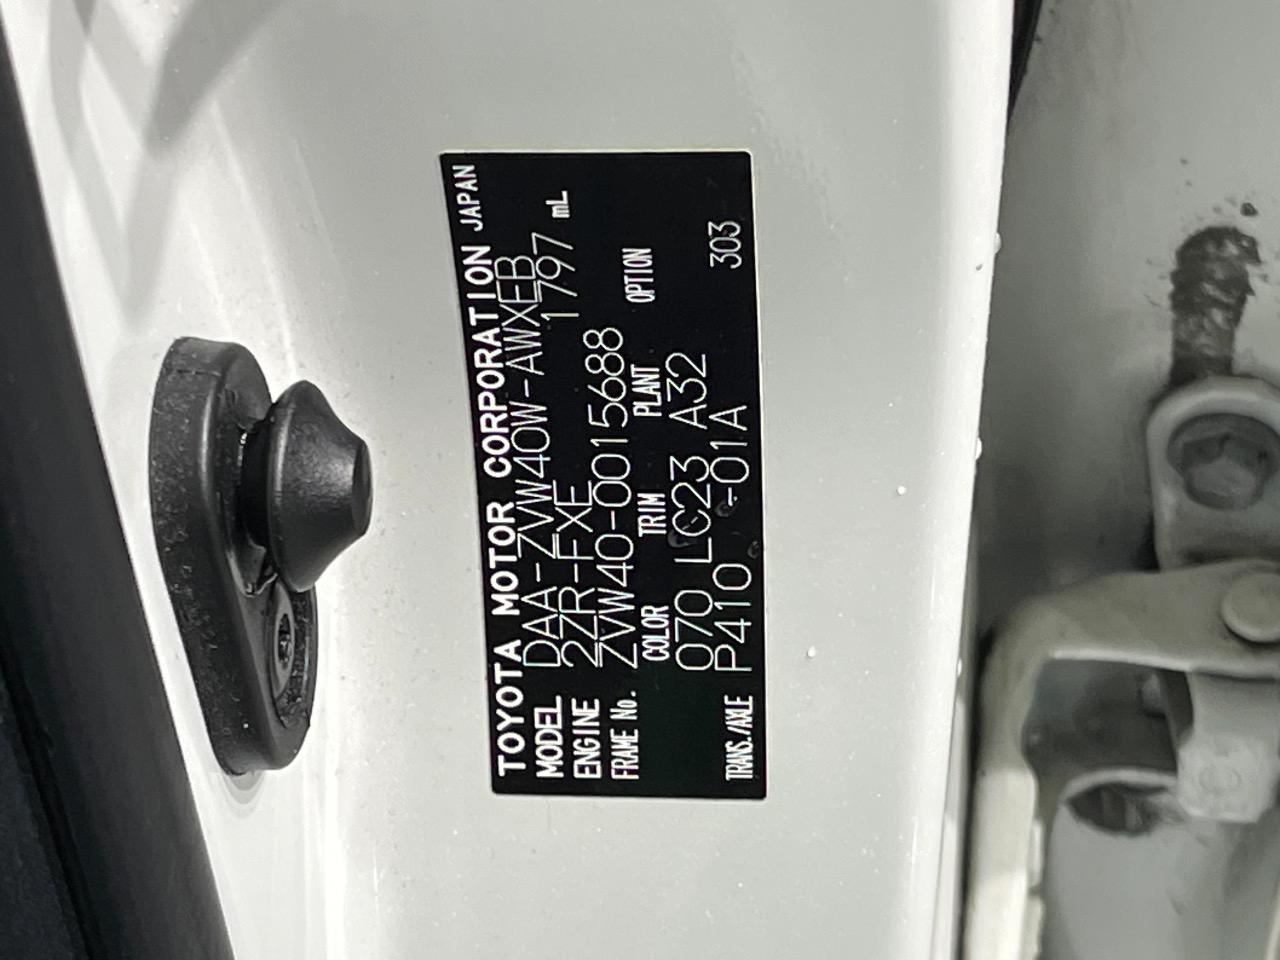 TOYOTA MOTOR CORPORATION JAPAN
MODEL DAA-ZVW40W-AWXEB
ENGINE 2ZR-FXE 1797 mL
FRAME No. ZVW40-0015688
COLOR TRIM PLANT OPTION
070 LC23 A32
TRANS./AXLE P410 -01A 303